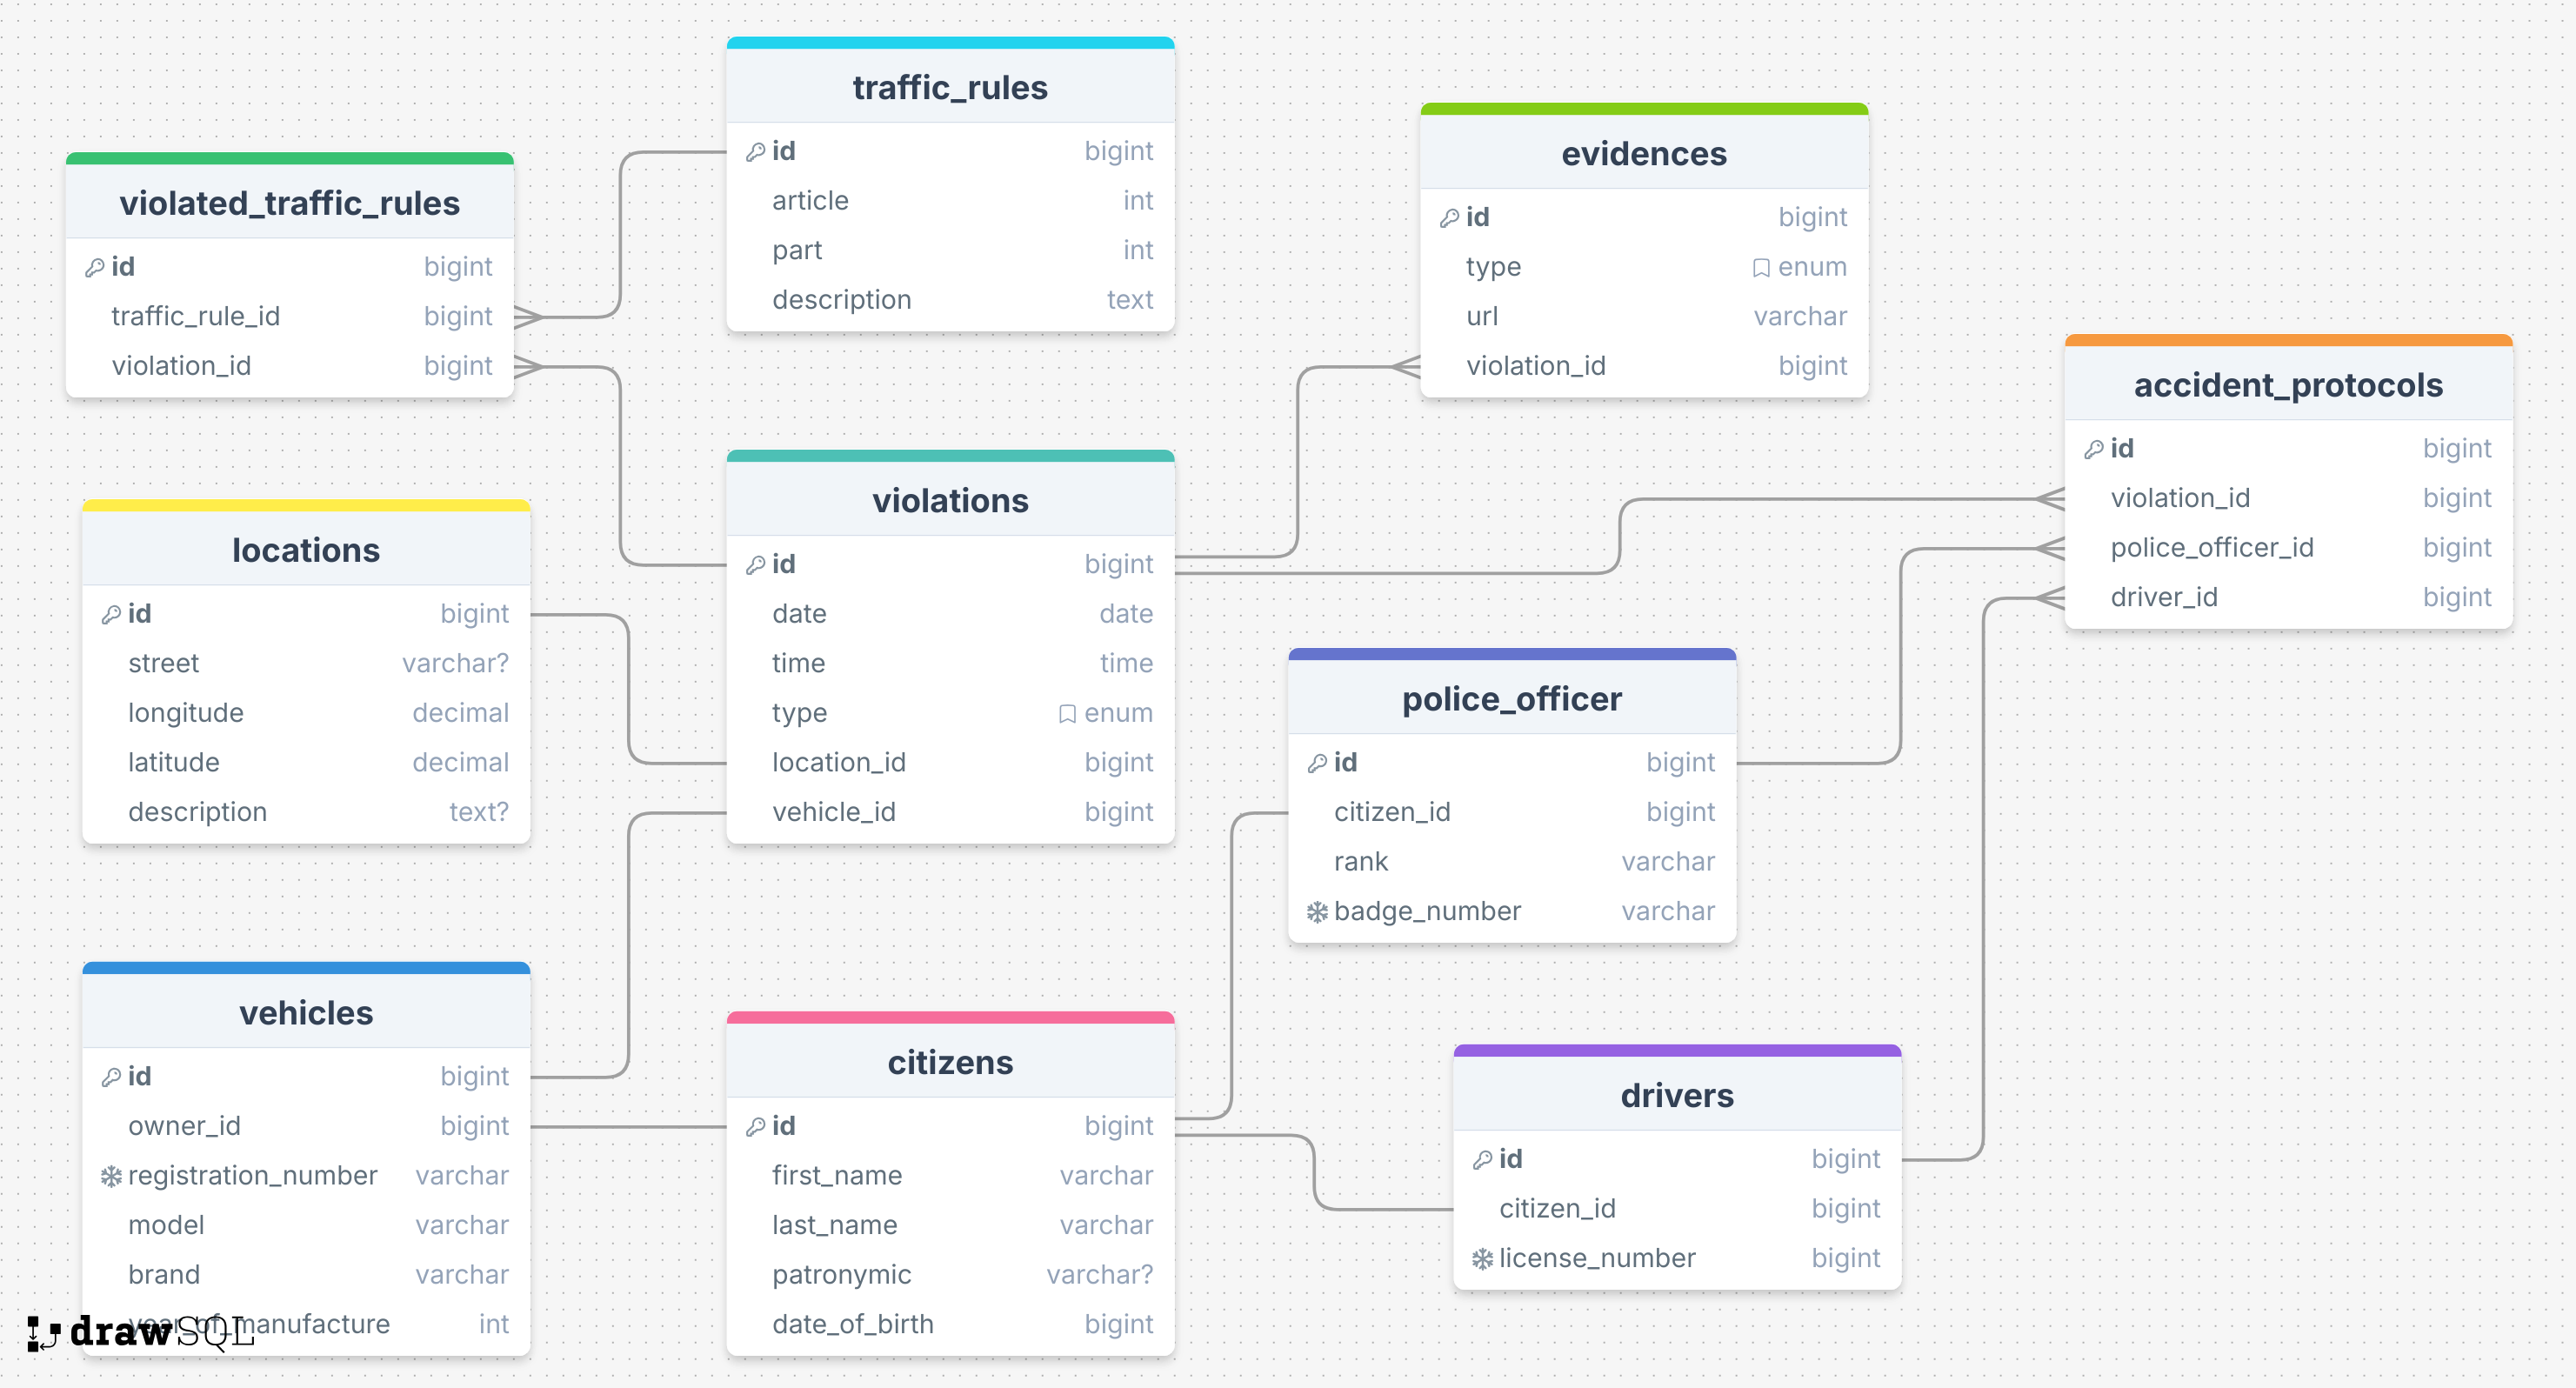 traffic_rules
id bigint
article int
part int
description text
evidences
id bigint
type enum
url varchar
violation_id bigint
violated_traffic_rules
id bigint
traffic_rule_id bigint
violation_id bigint
accident_protocols
id bigint
violation_id bigint
police_officer_id bigint
driver_id bigint
violations
id bigint
date date
time time
type enum
location_id bigint
vehicle_id bigint
locations
id bigint
street varchar?
longitude decimal
latitude decimal
description text?
police_officer
id bigint
citizen_id bigint
rank varchar
badge_number varchar
vehicles
id bigint
owner_id bigint
registration_number varchar
model varchar
brand varchar
year_of_manufacture int
citizens
id bigint
first_name varchar
last_name varchar
patronymic varchar?
date_of_birth bigint
drivers
id bigint
citizen_id bigint
license_number bigint
drawSQL